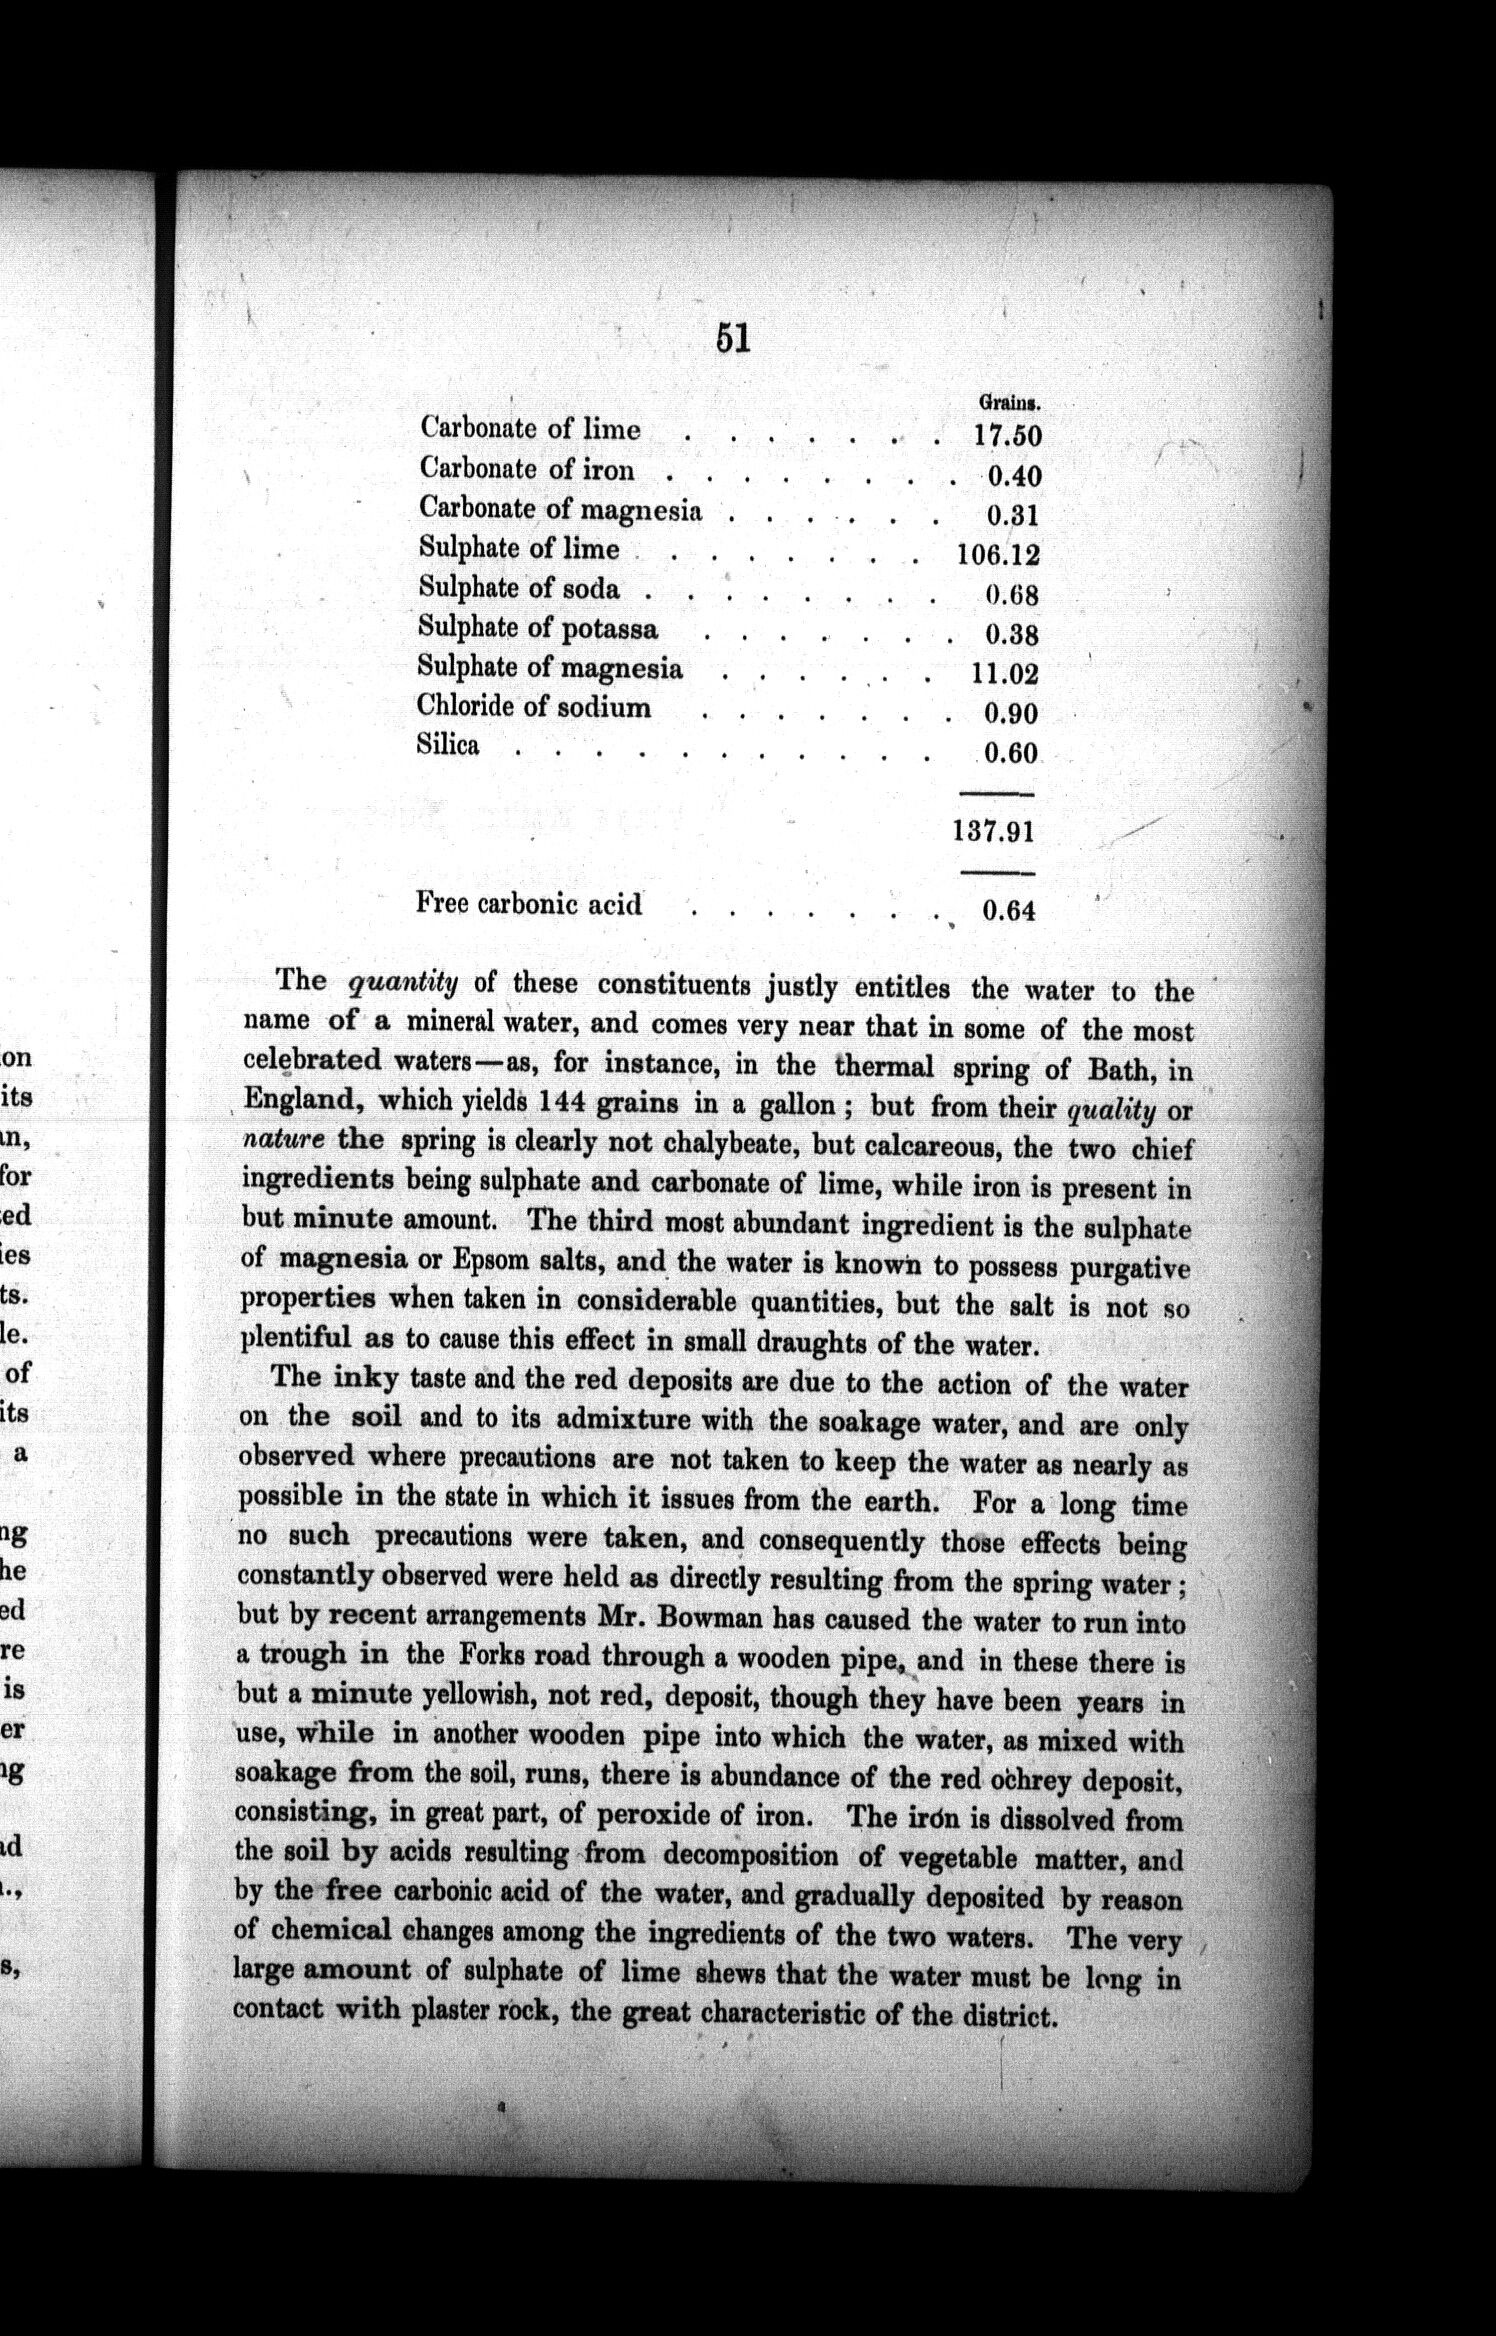 51
Grains.
Carbonate of lime . . . . . . . 17.50
Carbonate of iron . . . . . . . . 0.40
Carbonate of magnesia . . . . . . 0.31
Sulphate of lime . . . . . . . . 106.12
Sulphate of soda . . . . . . . . 0.68
Sulphate of potassa . . . . . . . 0.38
Sulphate of magnesia . . . . . . 11.02
Chloride of sodium . . . . . . . 0.90
Silica . . . . . . . . . . . 0.60
137.91
Free carbonic acid . . . . . . . 0.64
The quantity of these constituents justly entitles the water to the
name of a mineral water, and comes very near that in some of the most
celebrated waters—as, for instance, in the thermal spring of Bath, in
England, which yields 144 grains in a gallon ; but from their quality or
nature the spring is clearly not chalybeate, but calcareous, the two chief
ingredients being sulphate and carbonate of lime, while iron is present in
but minute amount. The third most abundant ingredient is the sulphate
of magnesia or Epsom salts, and the water is known to possess purgative
properties when taken in considerable quantities, but the salt is not so
plentiful as to cause this effect in small draughts of the water.
The inky taste and the red deposits are due to the action of the water
on the soil and to its admixture with the soakage water, and are only
observed where precautions are not taken to keep the water as nearly as
possible in the state in which it issues from the earth. For a long time
no such precautions were taken, and consequently those effects being
constantly observed were held as directly resulting from the spring water ;
but by recent arrangements Mr. Bowman has caused the water to run into
a trough in the Forks road through a wooden pipe, and in these there is
but a minute yellowish, not red, deposit, though they have been years in
use, while in another wooden pipe into which the water, as mixed with
soakage from the soil, runs, there is abundance of the red ochrey deposit,
consisting, in great part, of peroxide of iron. The iron is dissolved from
the soil by acids resulting from decomposition of vegetable matter, and
by the free carbonic acid of the water, and gradually deposited by reason
of chemical changes among the ingredients of the two waters. The very
large amount of sulphate of lime shews that the water must be long in
contact with plaster rock, the great characteristic of the district.